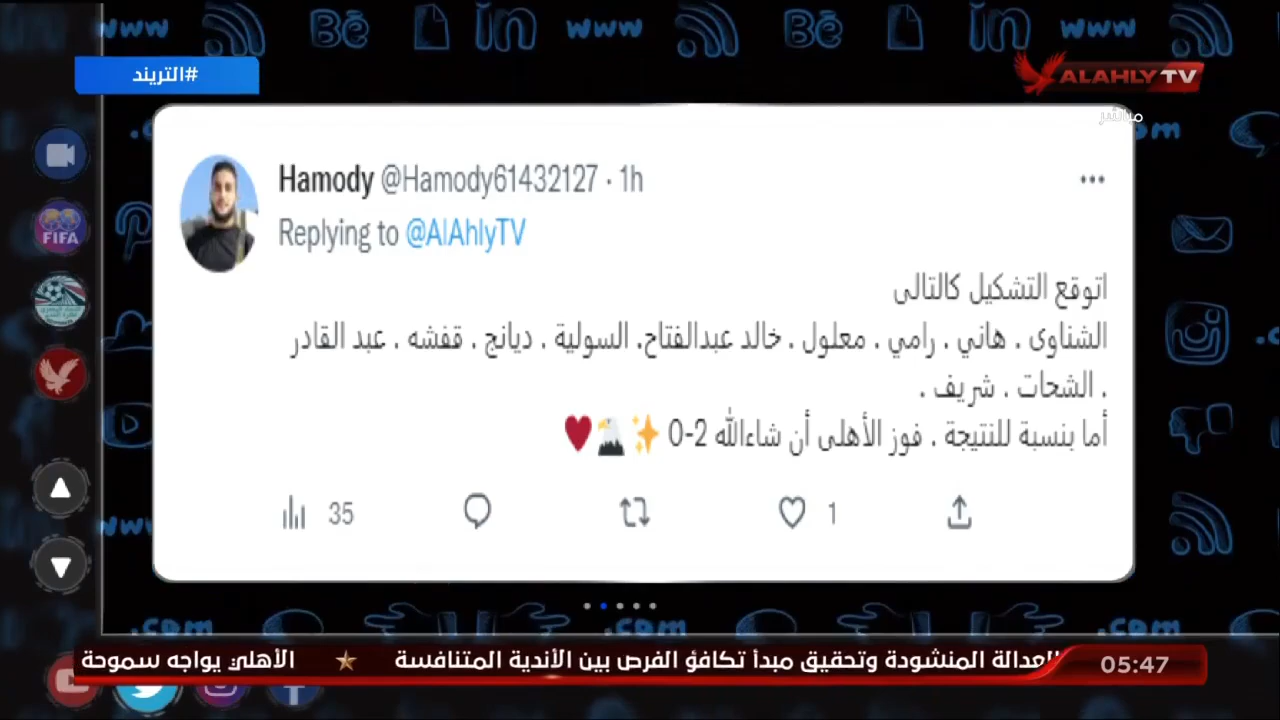 #التريند
ALAHLY TV
مباشر
FIFA
Hamody @Hamody61432127 · 1h
Replying to @AlAhlyTV
اتوقع التشكيل كالتالى
الشناوى . هاني . رامي . معلول . خالد عبدالفتاح. السولية . ديانج . قفشه . عبد القادر
. الشحات . شريف .
أما بنسبة للنتيجة . فوز الأهلى أن شاءالله 2-0 ✨🦅♥
35
1
العدالة المنشودة وتحقيق مبدأ تكافؤ الفرص بين الأندية المتنافسة ★ الأهلي يواجه سموحة
05:47